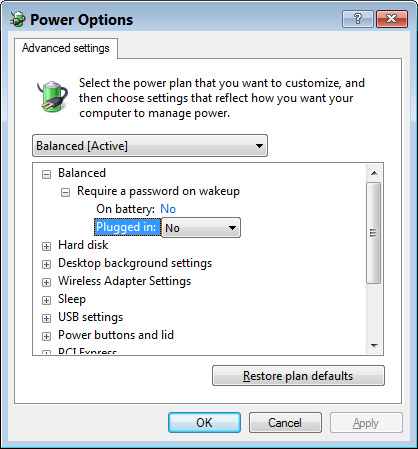 Power Options
Advanced settings
Select the power plan that you want to customize, and
then choose settings that reflect how you want your
computer to manage power.
Balanced [Active]
Balanced
Require a password on wakeup
On battery: No
Plugged in: No
Hard disk
Desktop background settings
Wireless Adapter Settings
Sleep
USB settings
Power buttons and lid
PCI Express
Restore plan defaults
OK Cancel Apply